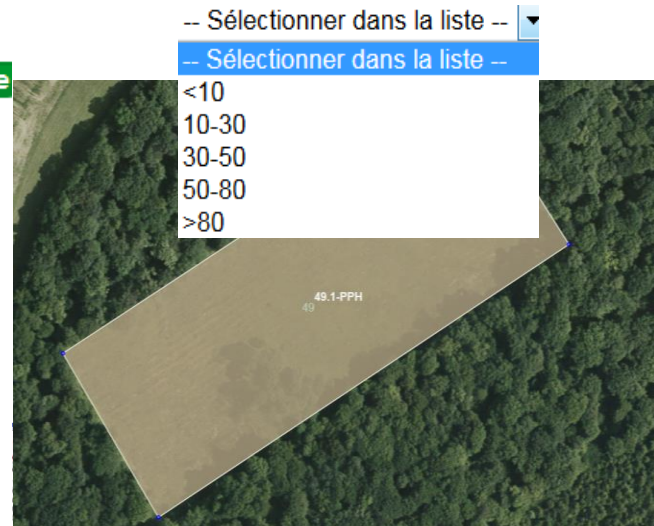 -- Sélectionner dans la liste --
-- Sélectionner dans la liste --
e
<10
10-30
30-50
50-80
>80
49.1-PPH
49